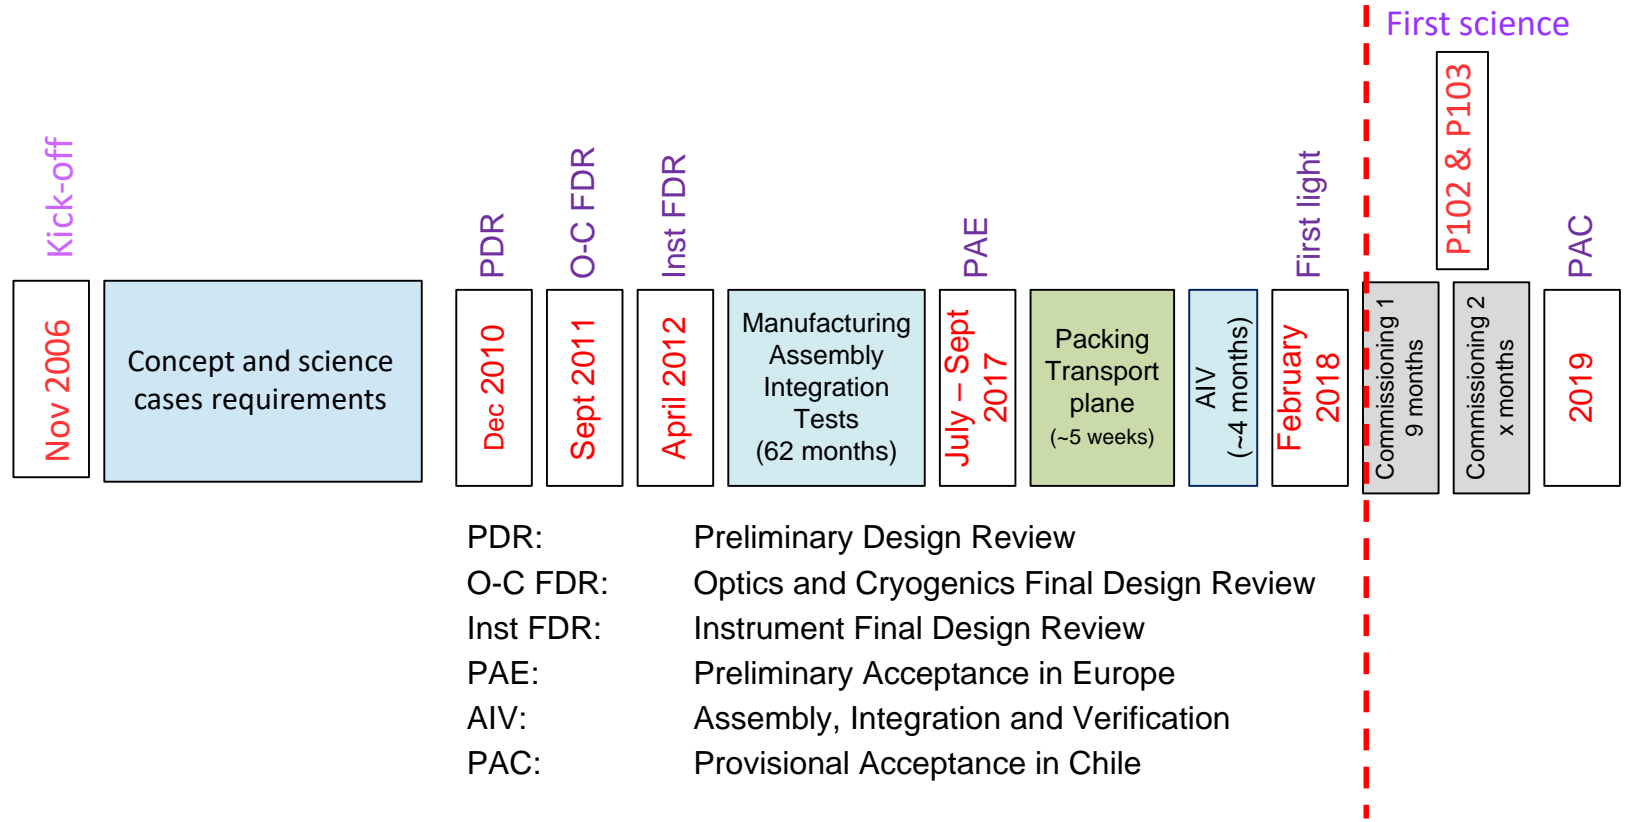 First science
P102 & P103
Kick-off
PDR
O-C FDR
Inst FDR
PAE
First light
PAC
Nov 2006
Concept and science
cases requirements
Dec 2010
Sept 2011
April 2012
Manufacturing
Assembly
Integration
Tests
(62 months)
July – Sept
2017
Packing
Transport
plane
(~5 weeks)
AIV
(~4 months)
February
2018
Commissioning 1
9 months
Commissioning 2
x months
2019
PDR: Preliminary Design Review
O-C FDR: Optics and Cryogenics Final Design Review
Inst FDR: Instrument Final Design Review
PAE: Preliminary Acceptance in Europe
AIV: Assembly, Integration and Verification
PAC: Provisional Acceptance in Chile